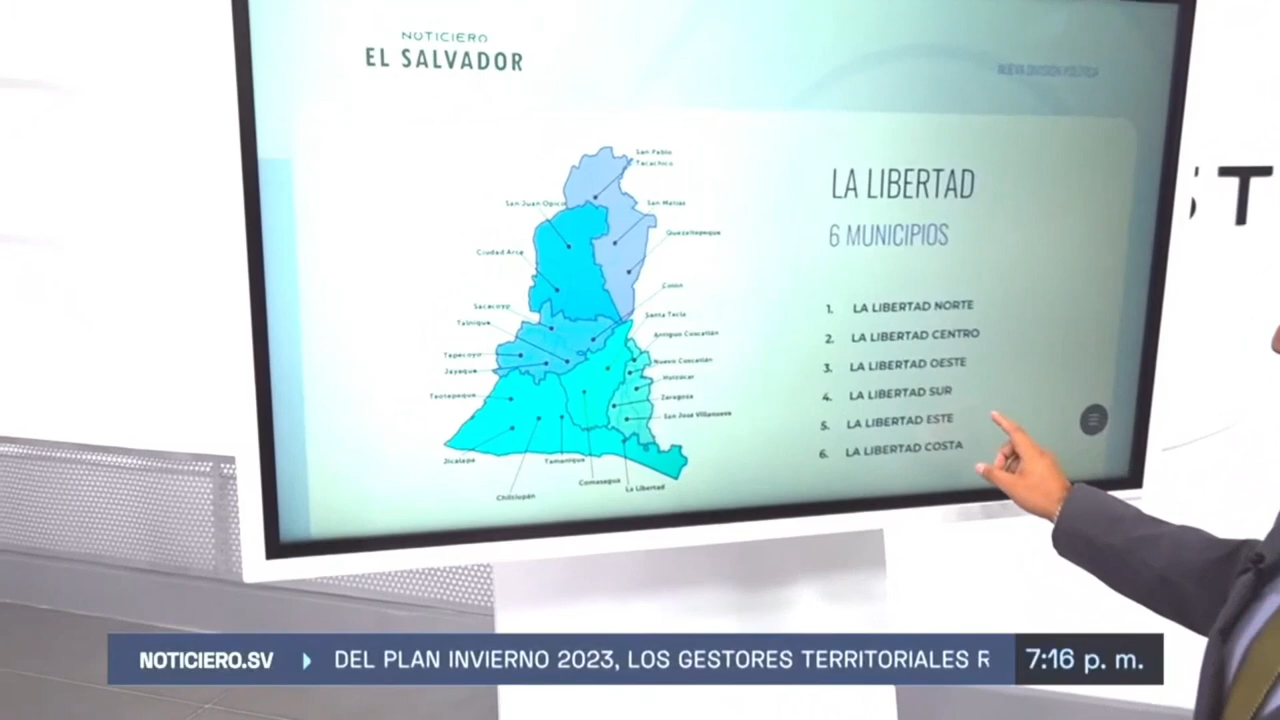 NOTICIERO
EL SALVADOR
NUEVA DIVISIÓN POLÍTICA
ST
San Pablo
Tacachico
San Juan Opico
San Matías
Quezaltepeque
Ciudad Arce
Colón
Sacacoyo
Santa Tecla
Talnique
Antiguo Cuscatlán
Tepecoyo
Nuevo Cuscatlán
Jayaque
Huizúcar
Teotepeque
Zaragoza
San José Villanueva
Jicalapa
Tamanique
Comasagua
La Libertad
Chiltiupán
LA LIBERTAD
6 MUNICIPIOS
1. LA LIBERTAD NORTE
2. LA LIBERTAD CENTRO
3. LA LIBERTAD OESTE
4. LA LIBERTAD SUR
5. LA LIBERTAD ESTE
6. LA LIBERTAD COSTA
NOTICIERO.SV DEL PLAN INVIERNO 2023, LOS GESTORES TERRITORIALES R 7:16 p. m.